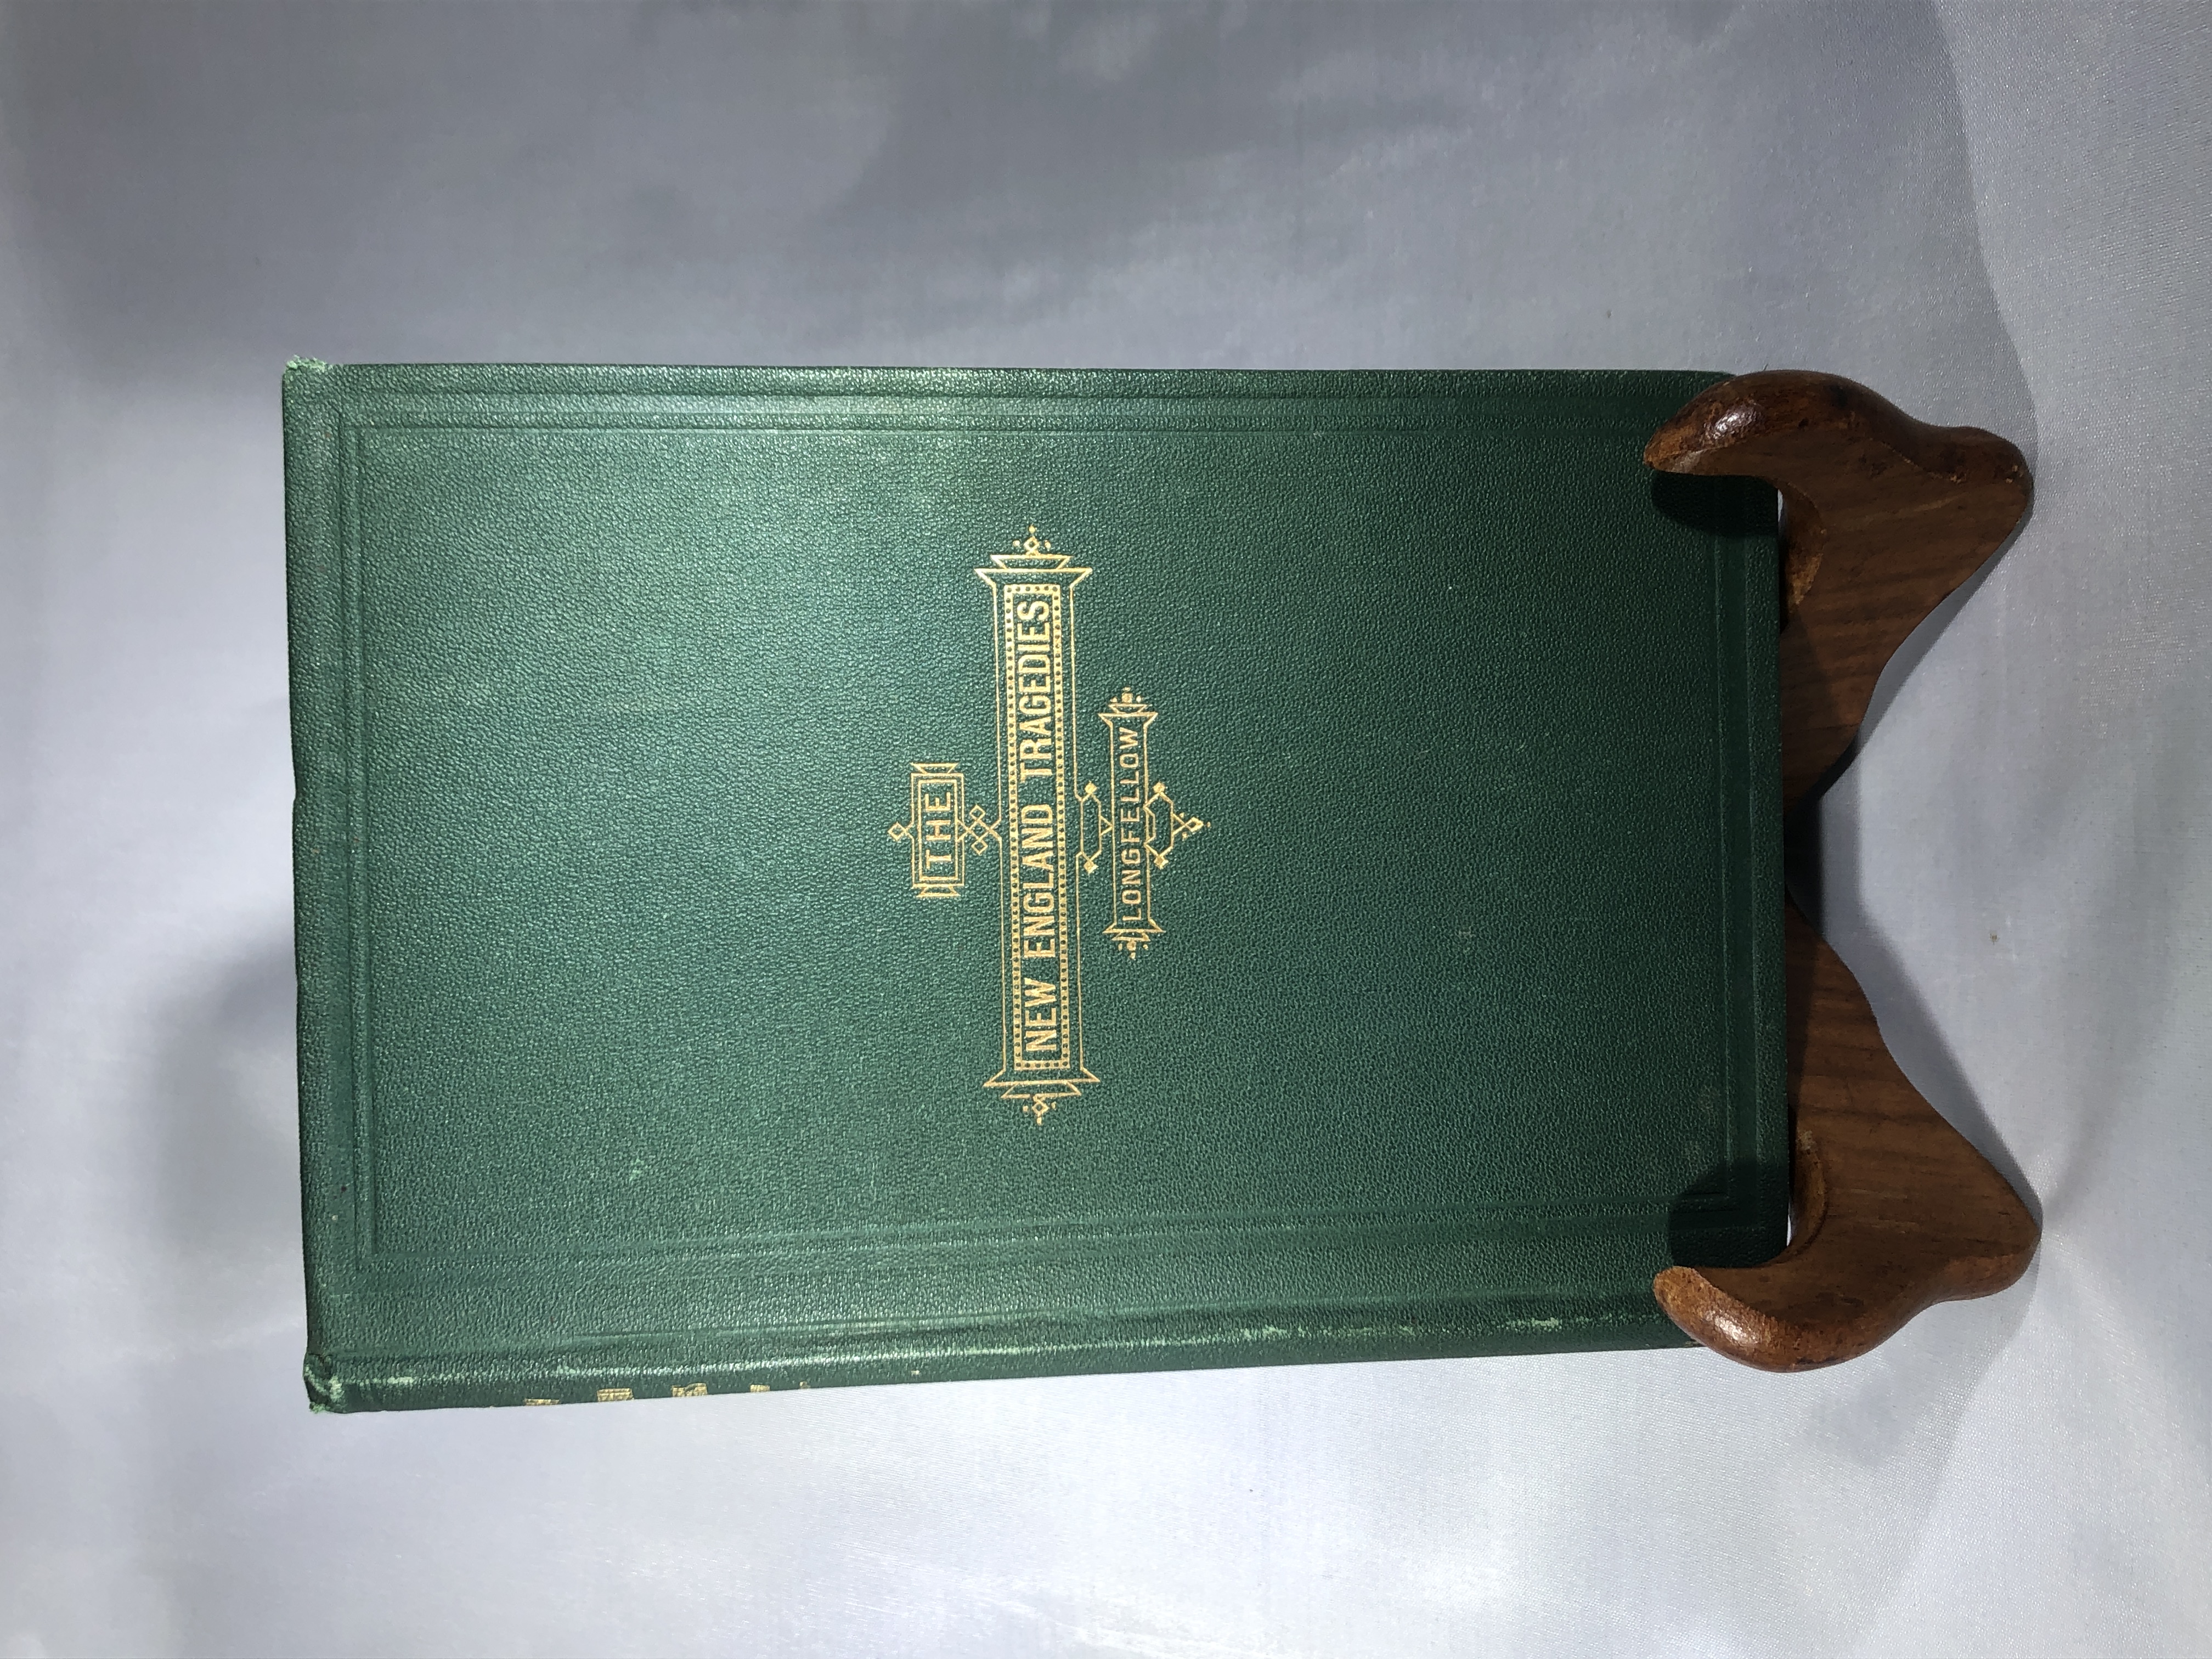 THE
NEW ENGLAND TRAGEDIES
LONGFELLOW